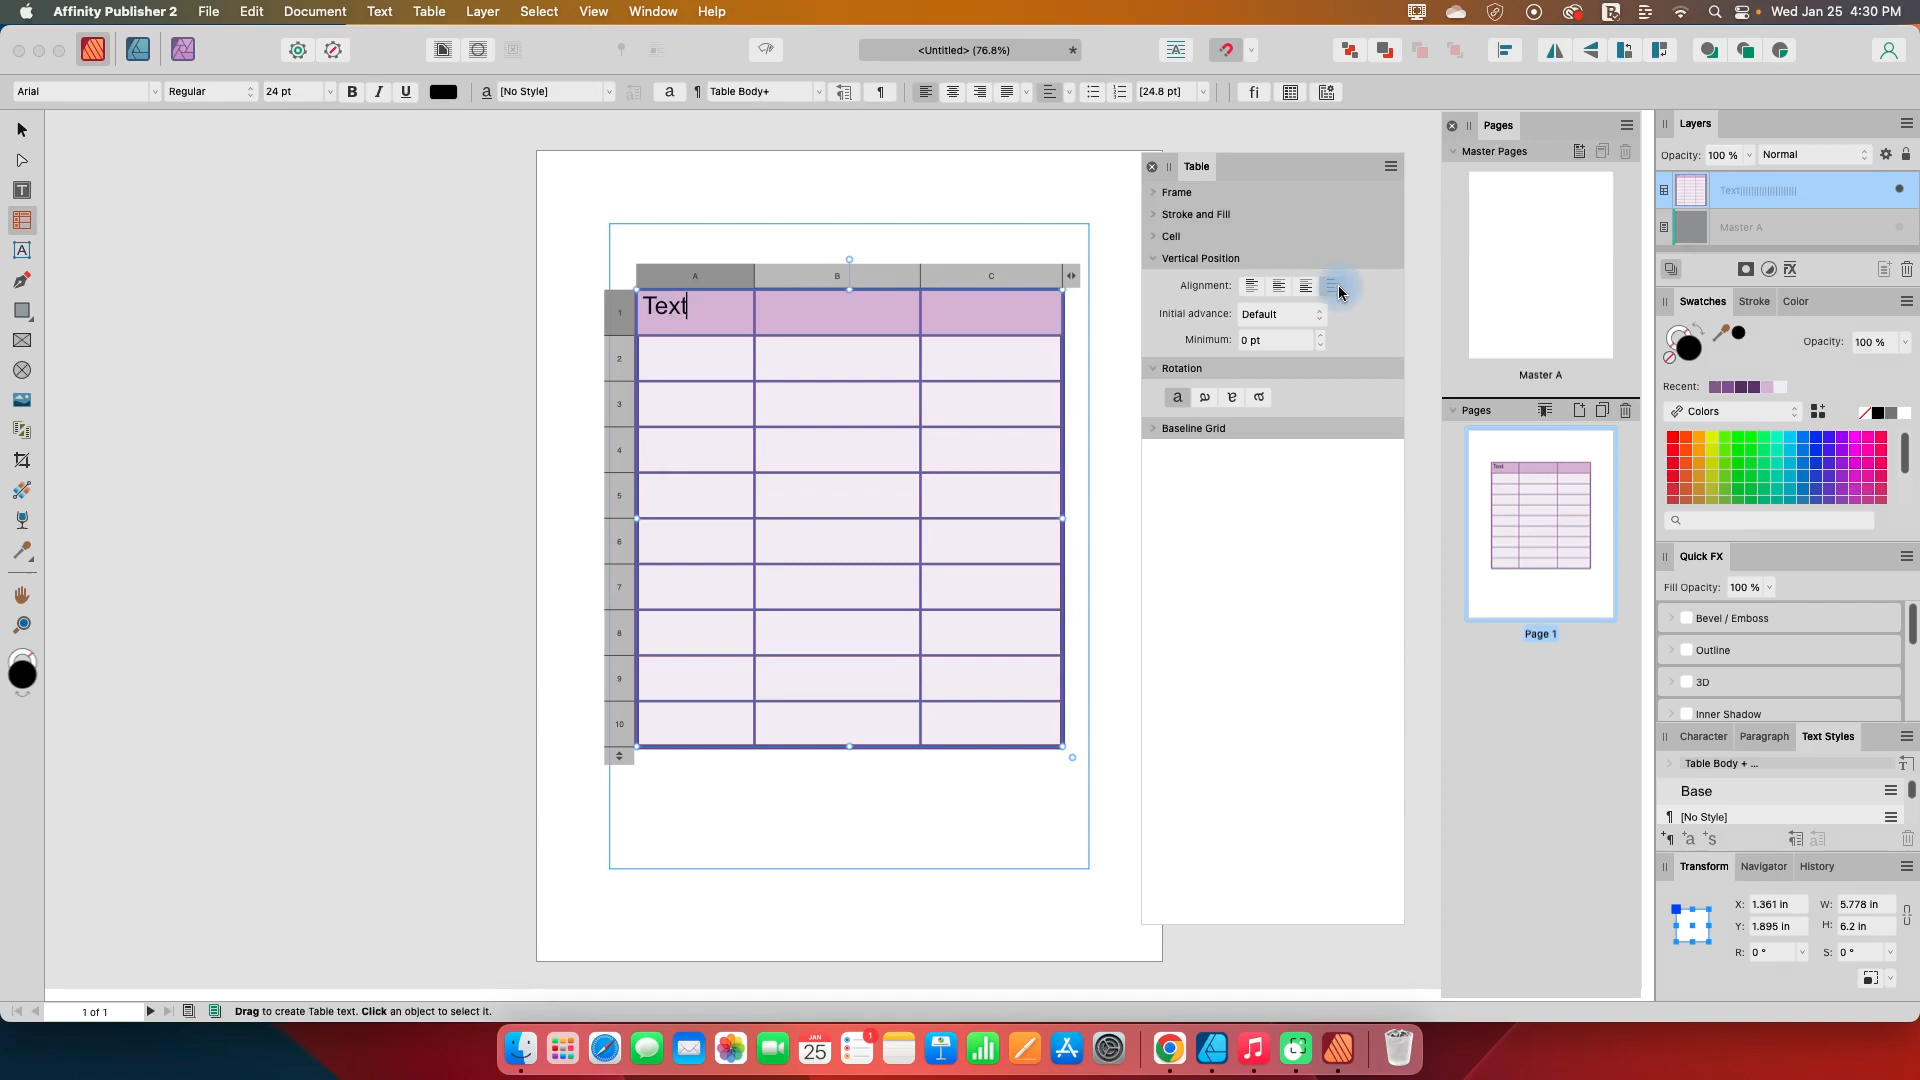 Affinity Publisher 2 File Edit Document Text Table Layer Select View Window Help Wed Jan 25 4:30 PM
<Untitled> (76.8%) *
Arial Regular 24 pt B I U a [No Style] a ¶ Table Body+ ¶ [24.8 pt] fi
Pages
Master Pages
Master A
Pages
Text
Page 1
Table
Frame
Stroke and Fill
Cell
Vertical Position
Alignment:
Initial advance: Default
Minimum: 0 pt
Rotation
a a a a
Baseline Grid
A B C
1 Text
2
3
4
5
6
7
8
9
10
Layers
Opacity: 100 % Normal
Text
Master A
Swatches Stroke Color
Opacity: 100 %
Recent:
Colors
Quick FX
Fill Opacity: 100 %
Bevel / Emboss
Outline
3D
Inner Shadow
Character Paragraph Text Styles
Table Body + ...
Base
¶ [No Style]
Transform Navigator History
X: 1.361 in W: 5.778 in
Y: 1.895 in H: 6.2 in
R: 0 ° S: 0 °
1 of 1 Drag to create Table text. Click an object to select it.
JAN
25
1